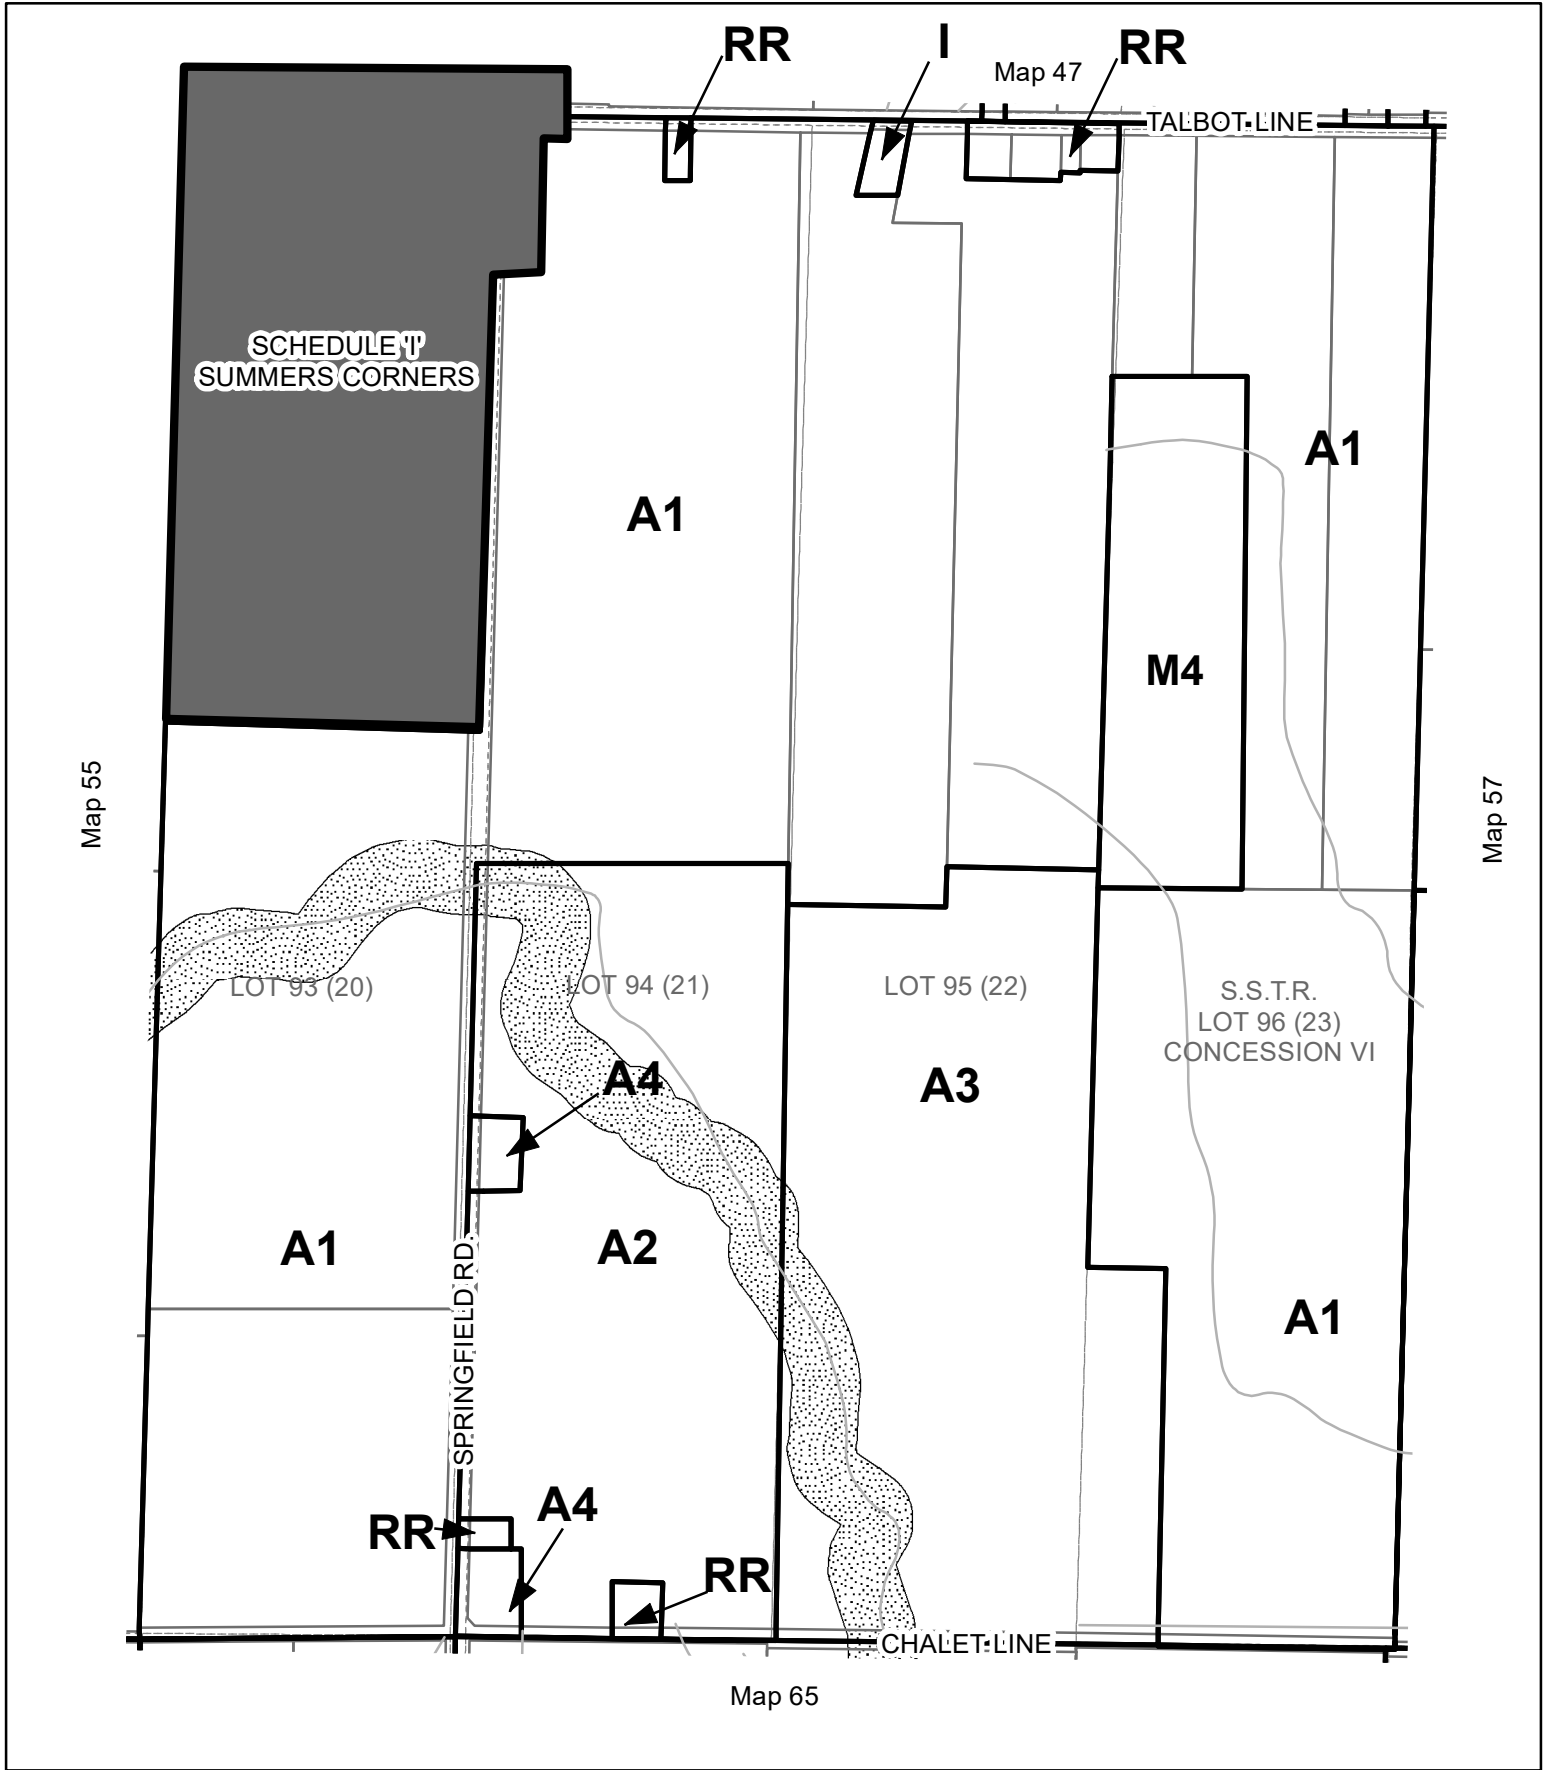 RR
I
Map 47
RR
TALBOT LINE
SCHEDULE 'I'
SUMMERS CORNERS
A1
A1
M4
Map 55
Map 57
LOT 93 (20)
LOT 94 (21)
LOT 95 (22)
S.S.T.R.
LOT 96 (23)
CONCESSION VI
A4
A3
A1
A2
A1
SPRINGFIELD RD.
RR
A4
RR
CHALET LINE
Map 65